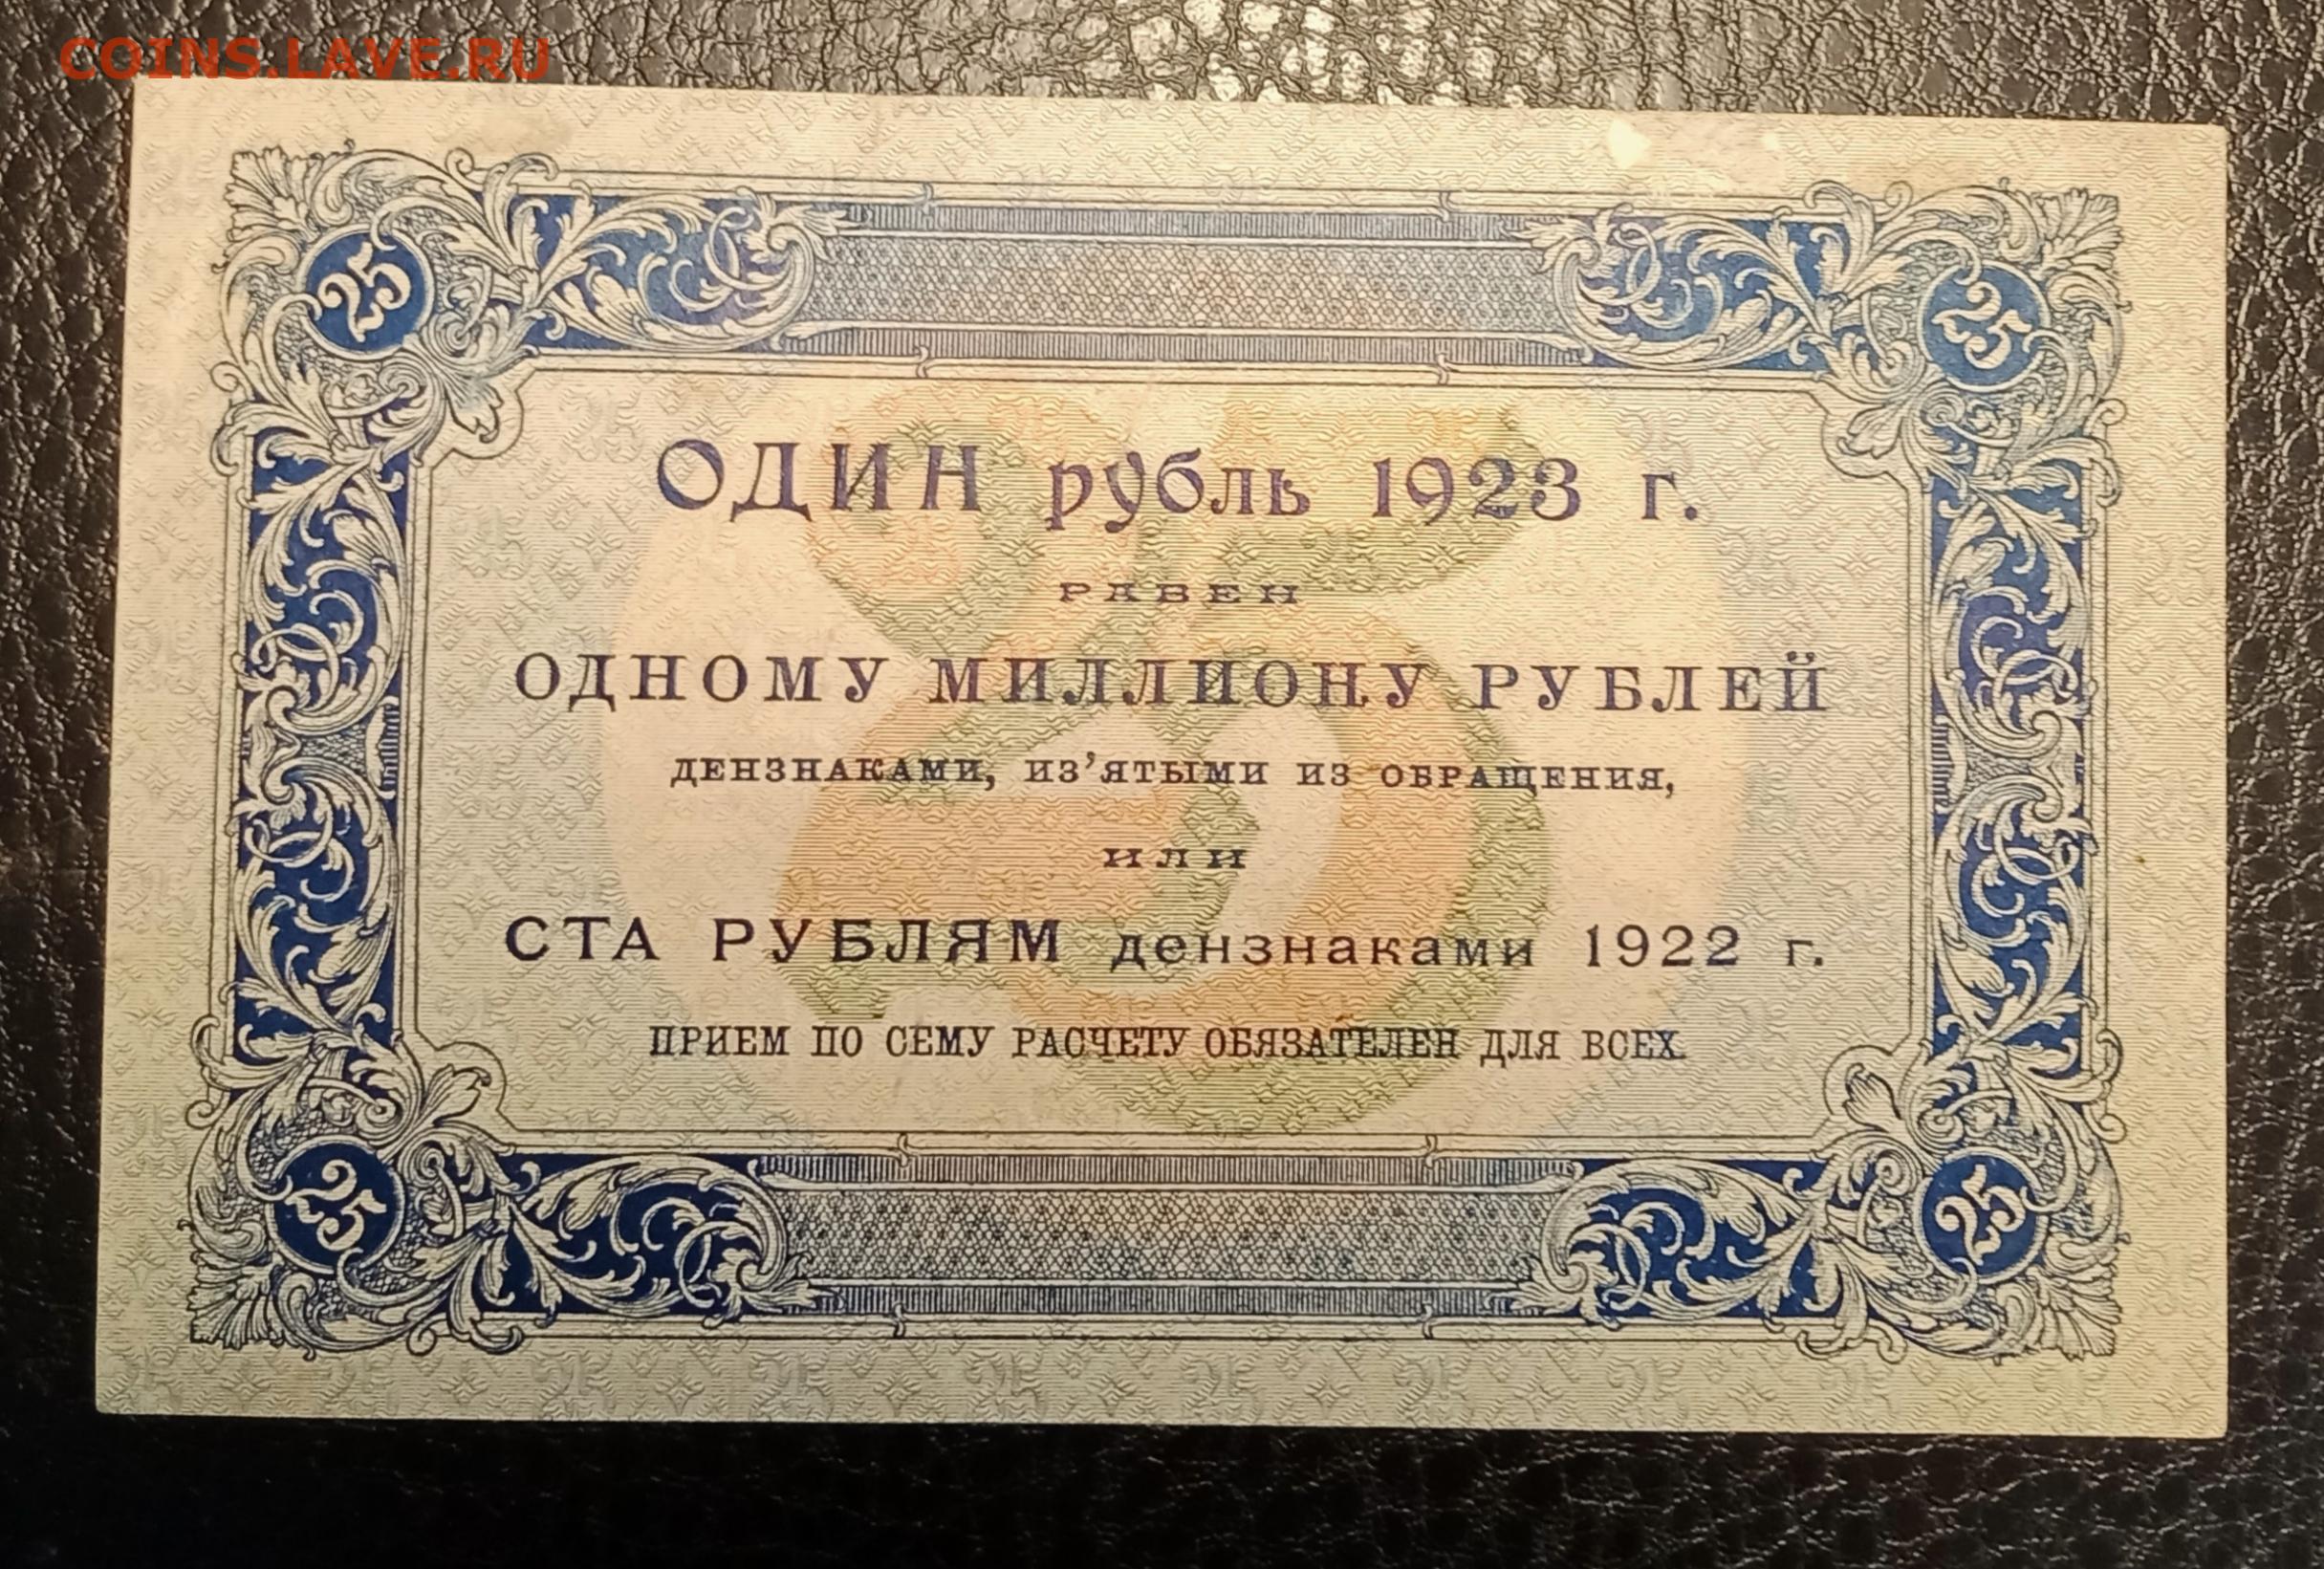 COINS.LAVE.RU
25
25
ОДИН рубль 1923 г.
РАВЕН
ОДНОМУ МИЛЛИОНУ РУБЛЕЙ
ДЕНЗНАКАМИ, ИЗ’ЯТЫМИ ИЗ ОБРАЩЕНИЯ,
ИЛИ
СТА РУБЛЯМ дензнаками 1922 г.
ПРИЕМ ПО СЕМУ РАСЧЕТУ ОБЯЗАТЕЛЕН ДЛЯ ВСЕХ.
25
25
25